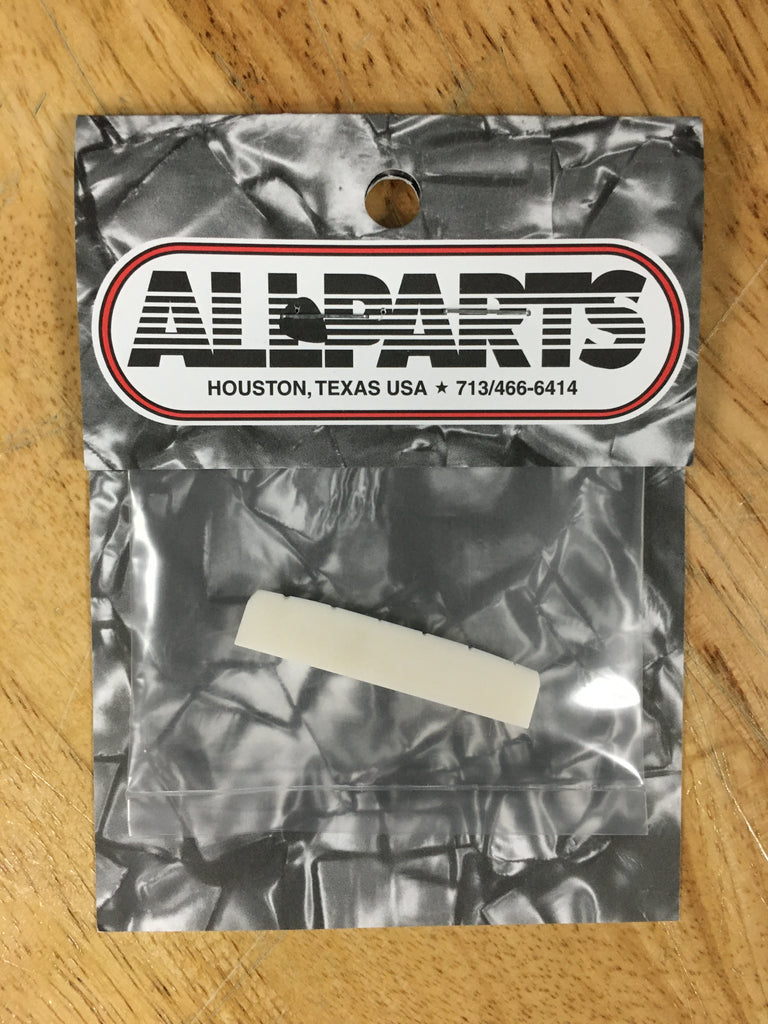 ALLPARTS
HOUSTON, TEXAS USA ★ 713/466-6414